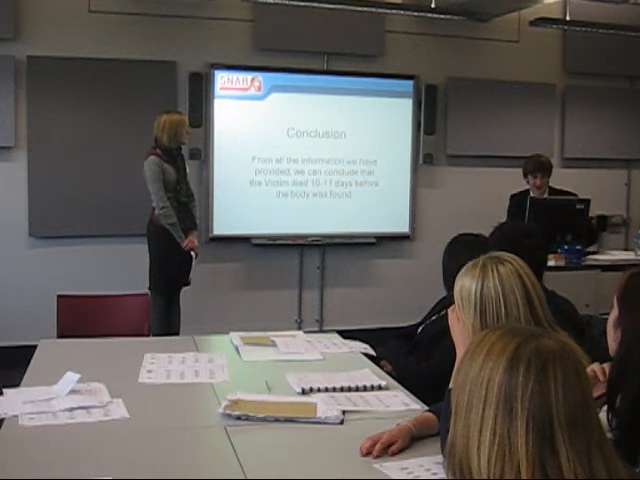 SNAB
Conclusion
From all the information we have
provided, we can conclude that
the Victim died 10-11 days before
the body was found